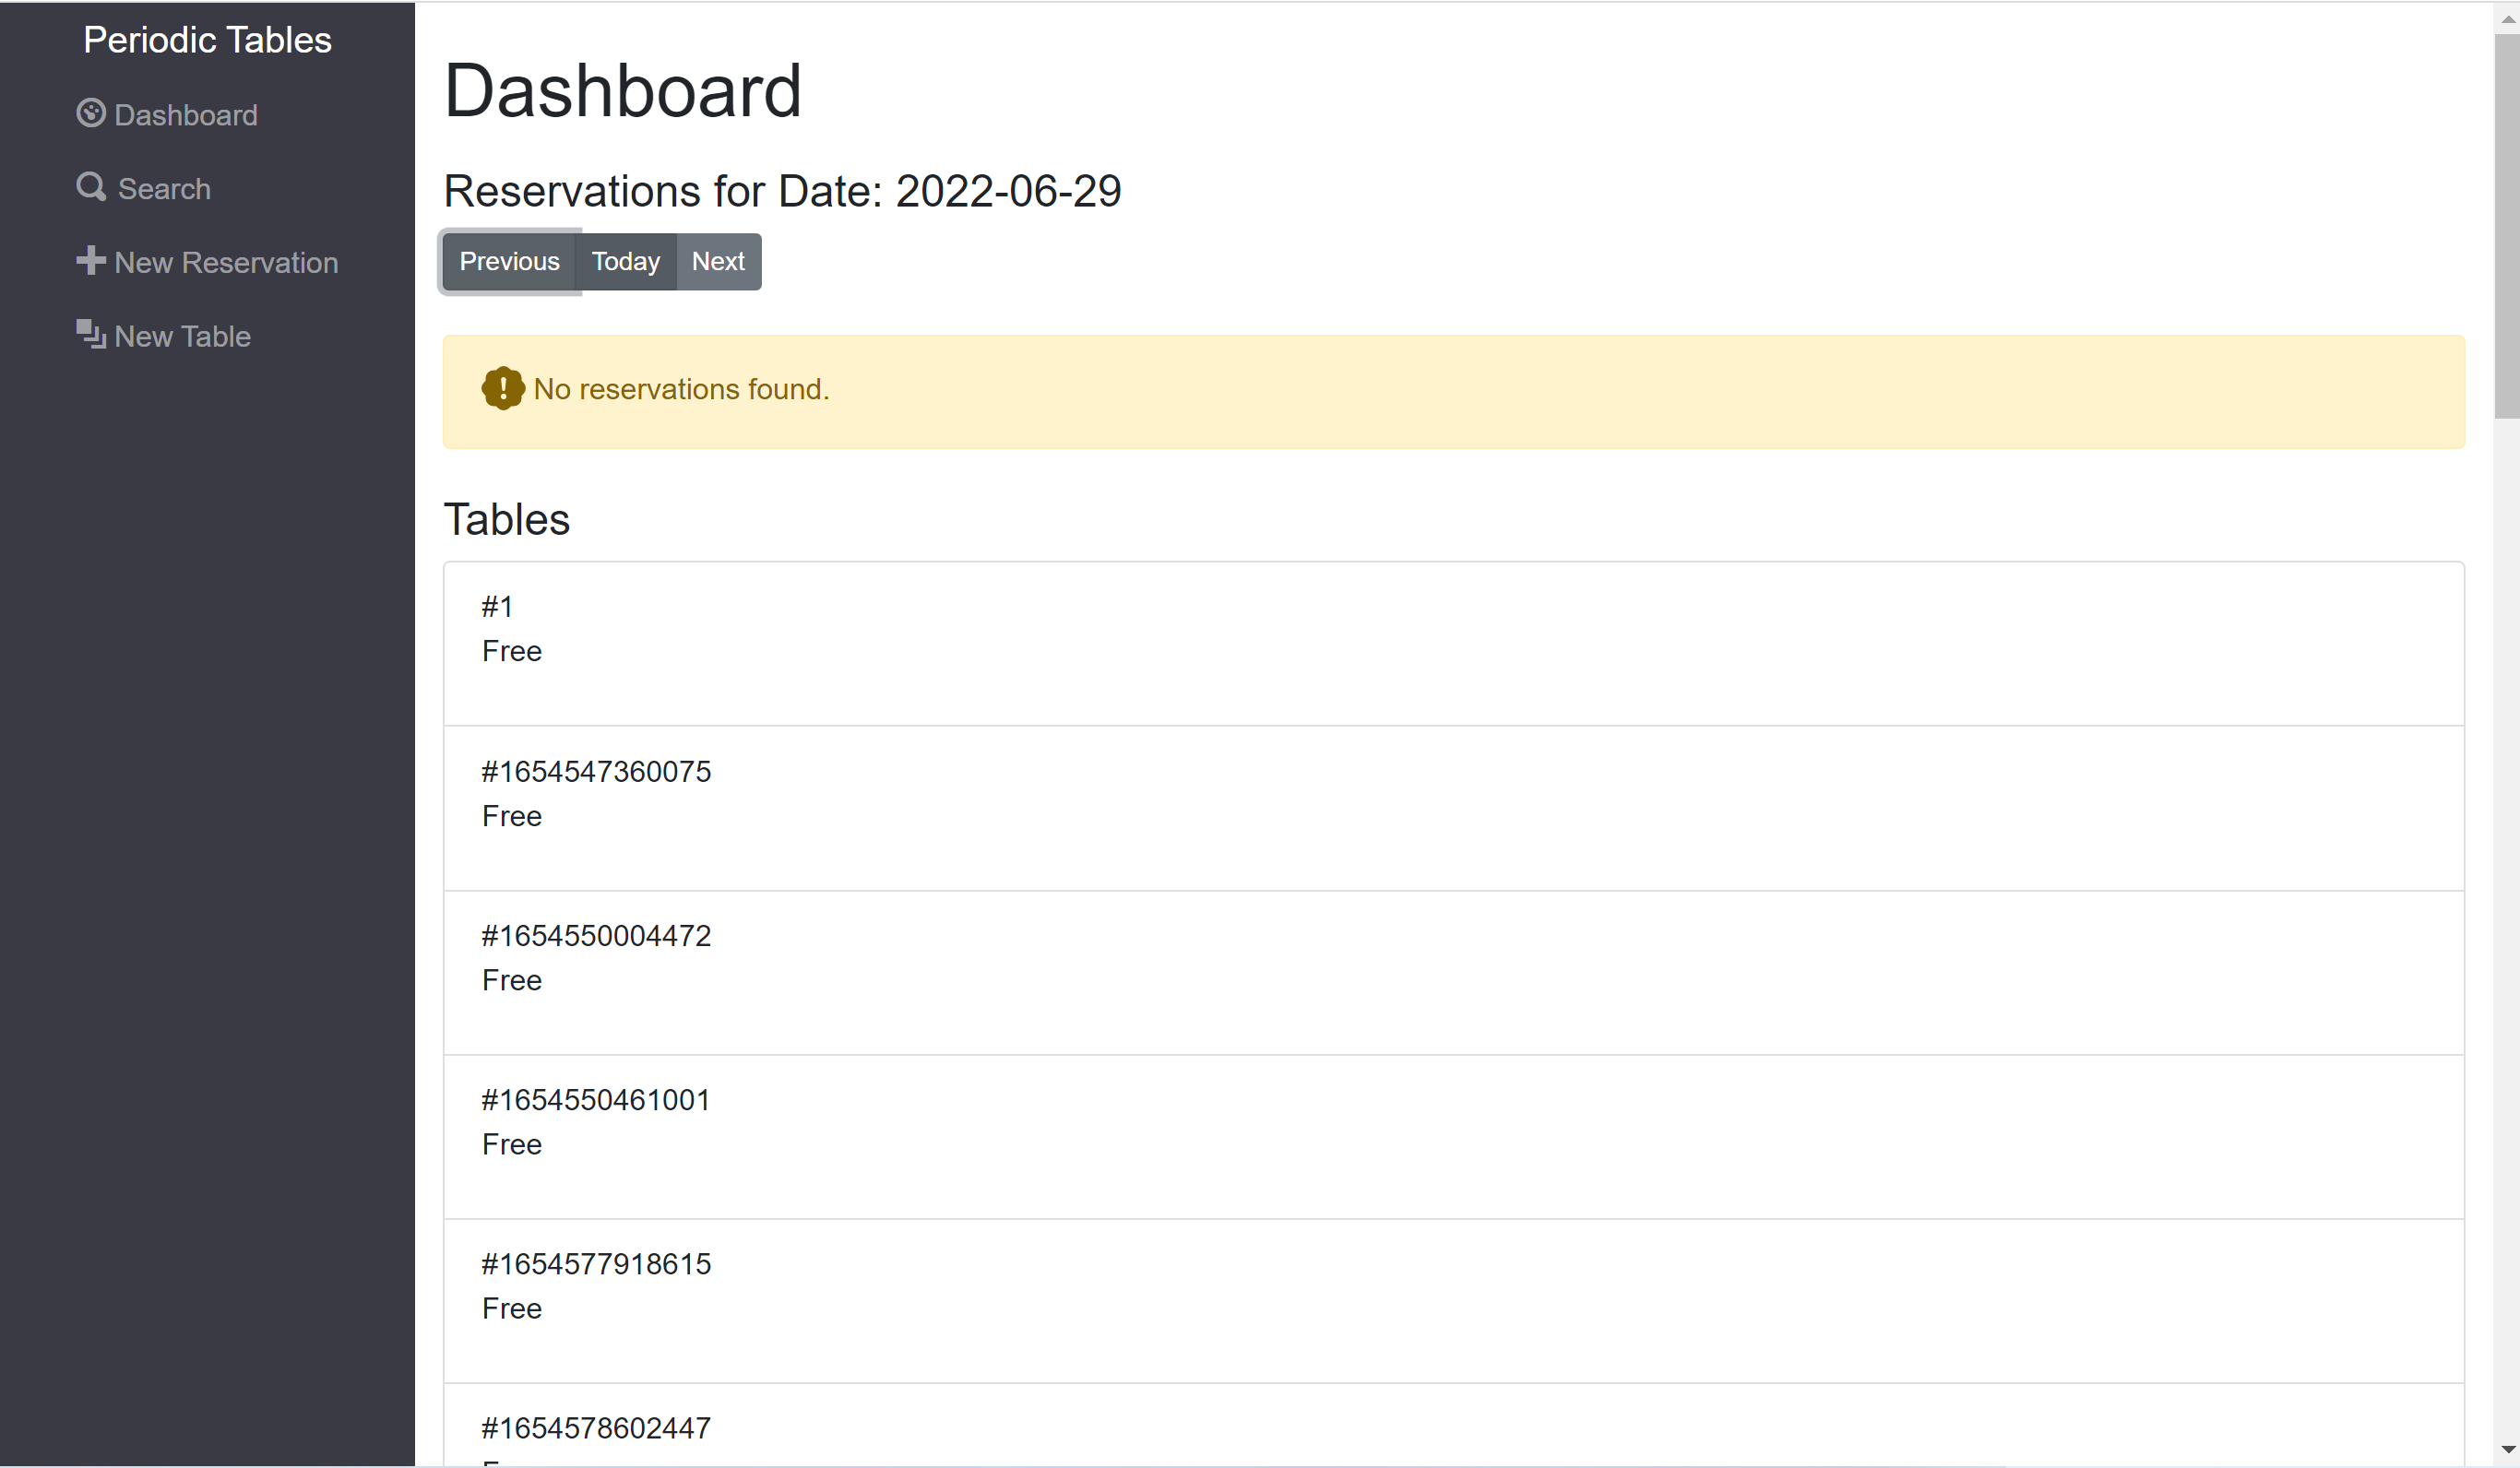 Periodic Tables
Dashboard
Search
New Reservation
New Table
Dashboard
Reservations for Date: 2022-06-29
Previous Today Next
No reservations found.
Tables
#1
Free
#1654547360075
Free
#1654550004472
Free
#1654550461001
Free
#1654577918615
Free
#1654578602447